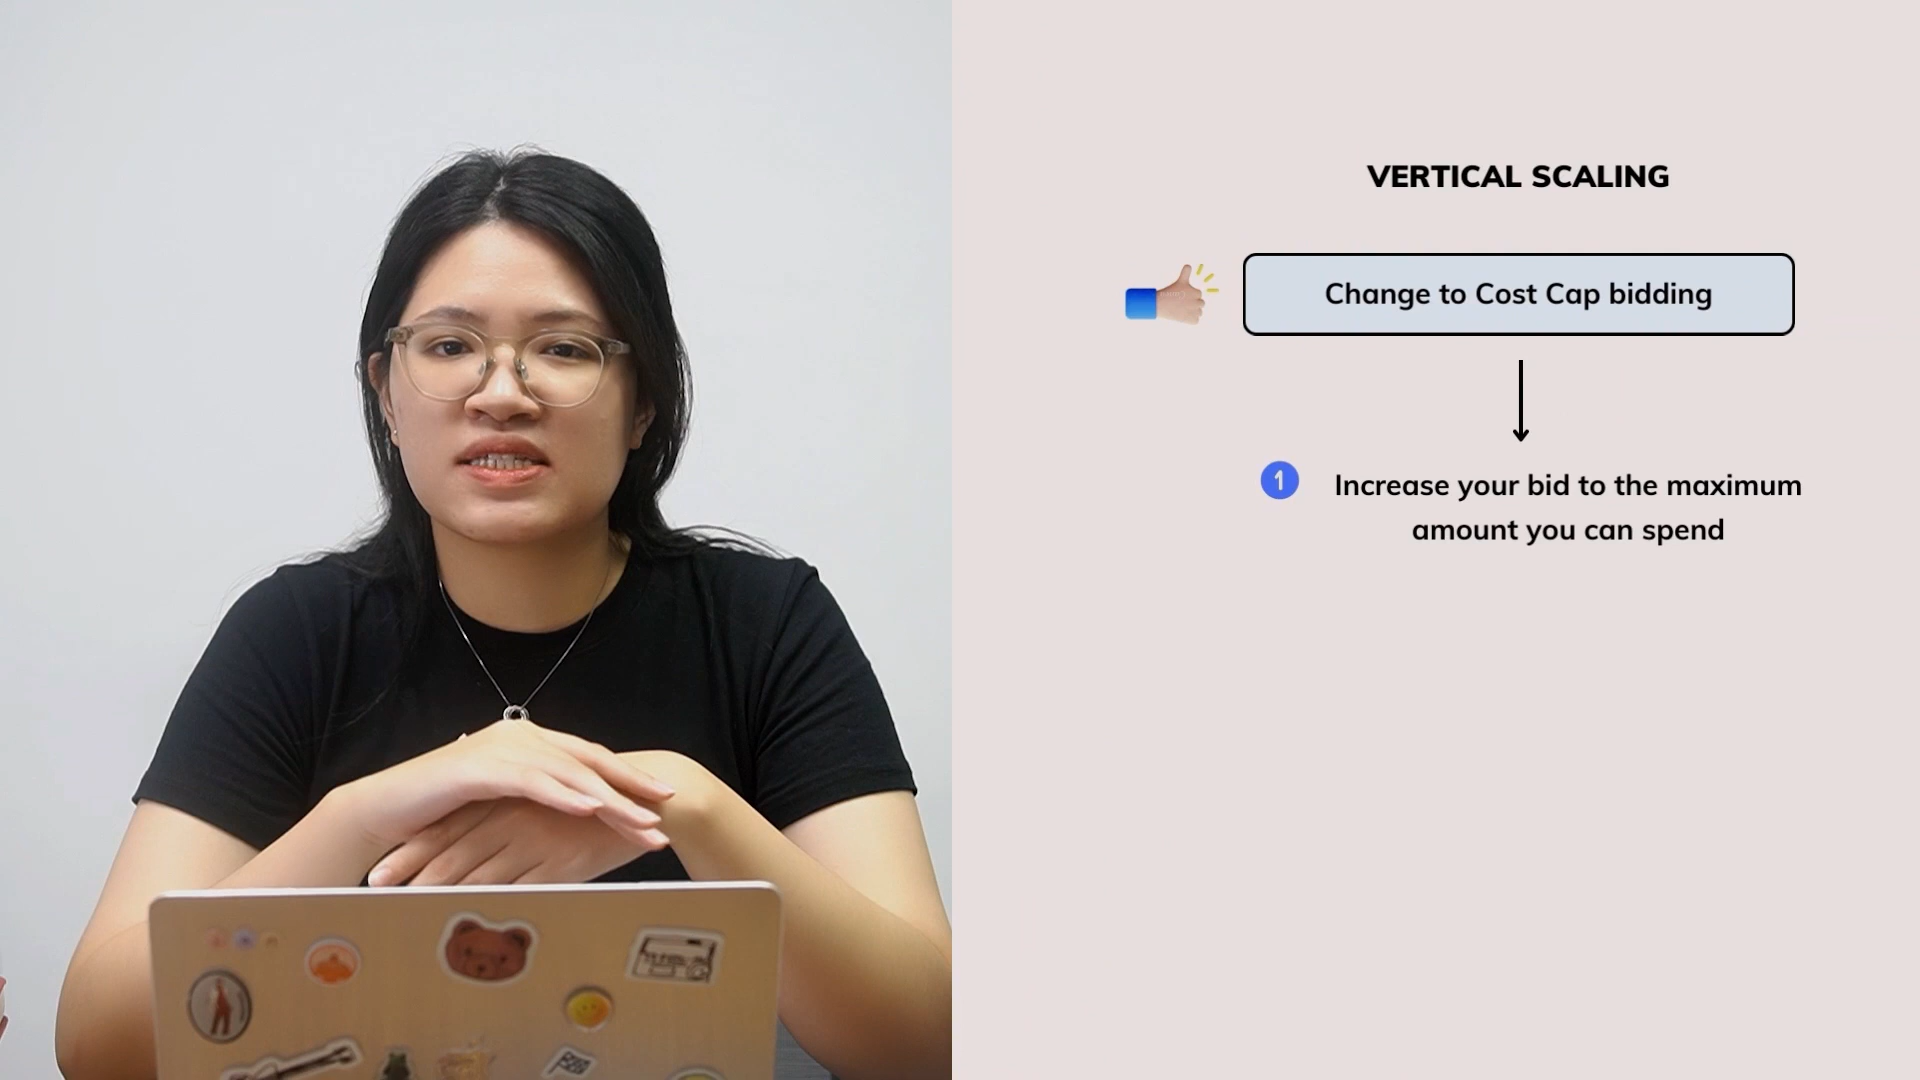 VERTICAL SCALING
Change to Cost Cap bidding
1
Increase your bid to the maximum
amount you can spend